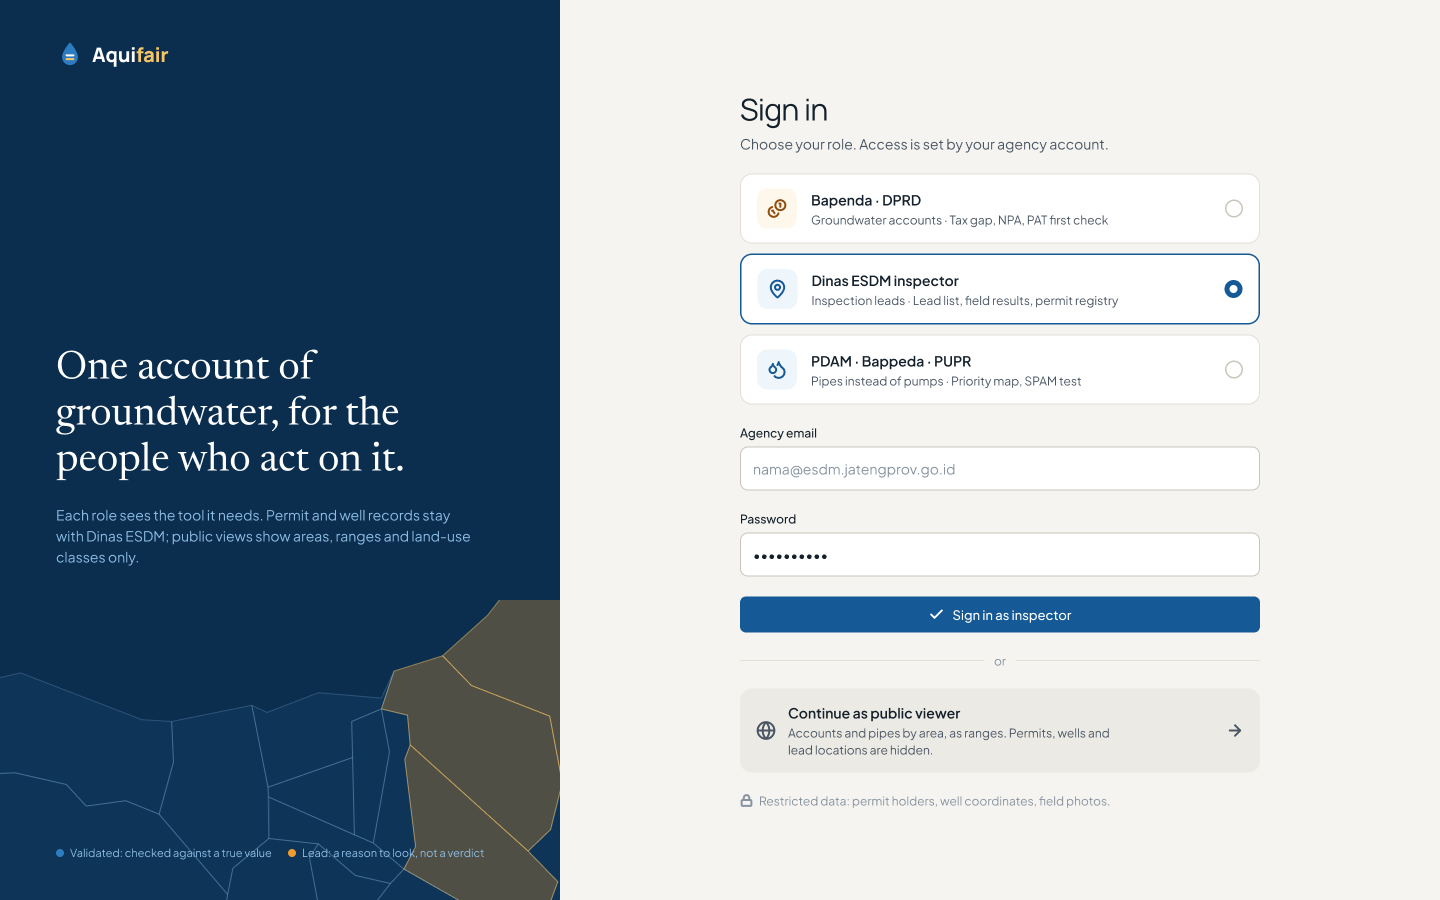 Aquifair
One account of
groundwater, for the
people who act on it.
Each role sees the tool it needs. Permit and well records stay
with Dinas ESDM; public views show areas, ranges and land-use
classes only.
Validated: checked against a true value
Lead: a reason to look, not a verdict
Sign in
Choose your role. Access is set by your agency account.
Bapenda · DPRD
Groundwater accounts · Tax gap, NPA, PAT first check
Dinas ESDM inspector
Inspection leads · Lead list, field results, permit registry
PDAM · Bappeda · PUPR
Pipes instead of pumps · Priority map, SPAM test
Agency email
nama@esdm.jatengprov.go.id
Password
••••••••••
Sign in as inspector
or
Continue as public viewer
Accounts and pipes by area, as ranges. Permits, wells and
lead locations are hidden.
Restricted data: permit holders, well coordinates, field photos.